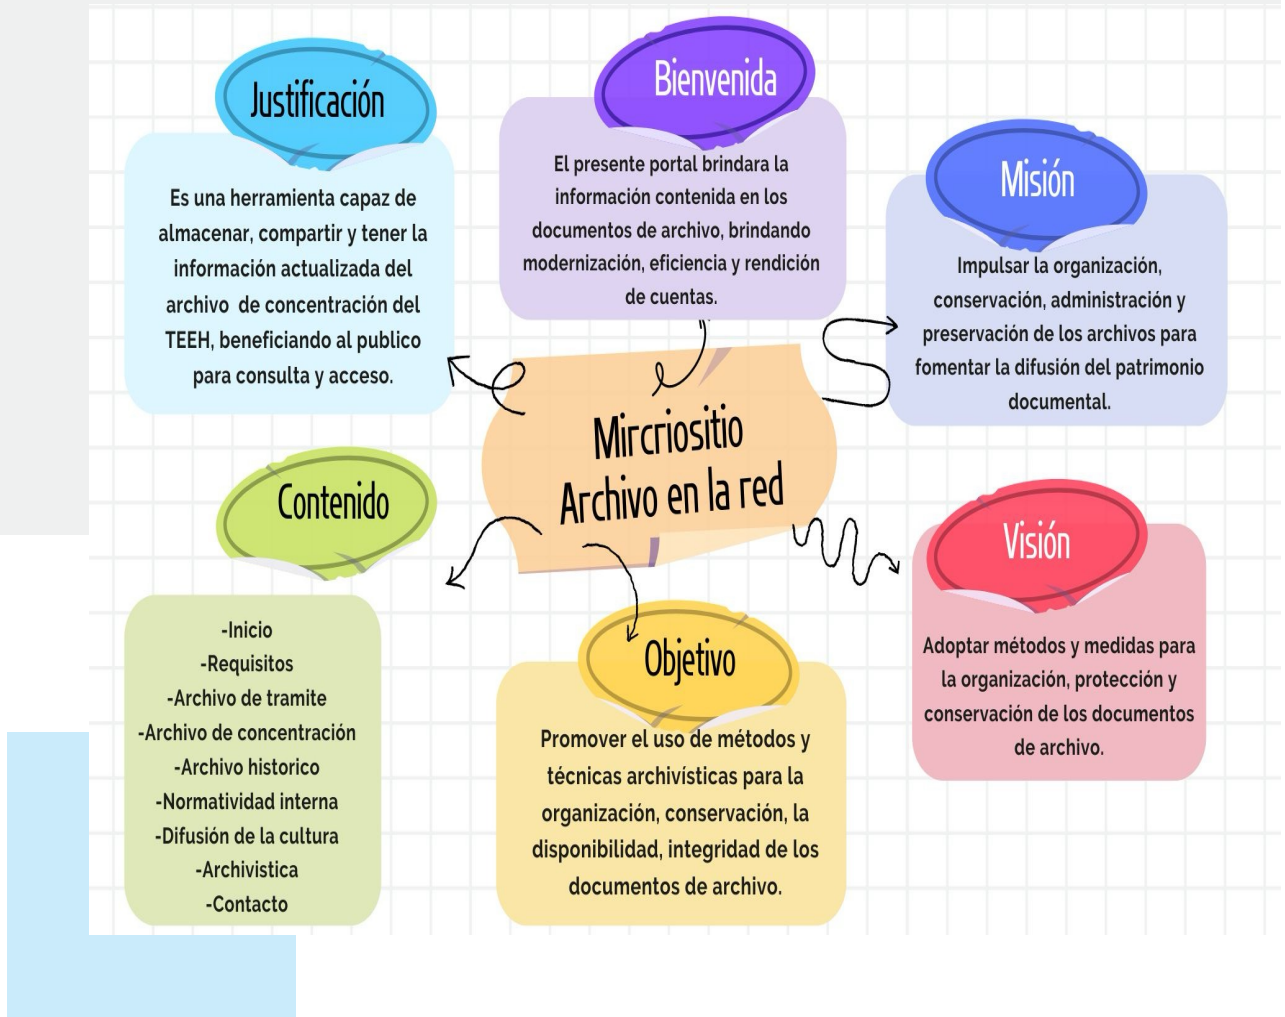 Justificación
Es una herramienta capaz de
almacenar, compartir y tener la
información actualizada del
archivo de concentración del
TEEH, beneficiando al publico
para consulta y acceso.
Bienvenida
El presente portal brindara la
información contenida en los
documentos de archivo, brindando
modernización, eficiencia y rendición
de cuentas.
Misión
Impulsar la organización,
conservación, administración y
preservación de los archivos para
fomentar la difusión del patrimonio
documental.
Mircriositio
Archivo en la red
Contenido
-Inicio
-Requisitos
-Archivo de tramite
-Archivo de concentración
-Archivo historico
-Normatividad interna
-Difusión de la cultura
-Archivistica
-Contacto
Objetivo
Promover el uso de métodos y
técnicas archivísticas para la
organización, conservación, la
disponibilidad, integridad de los
documentos de archivo.
Visión
Adoptar métodos y medidas para
la organización, protección y
conservación de los documentos
de archivo.